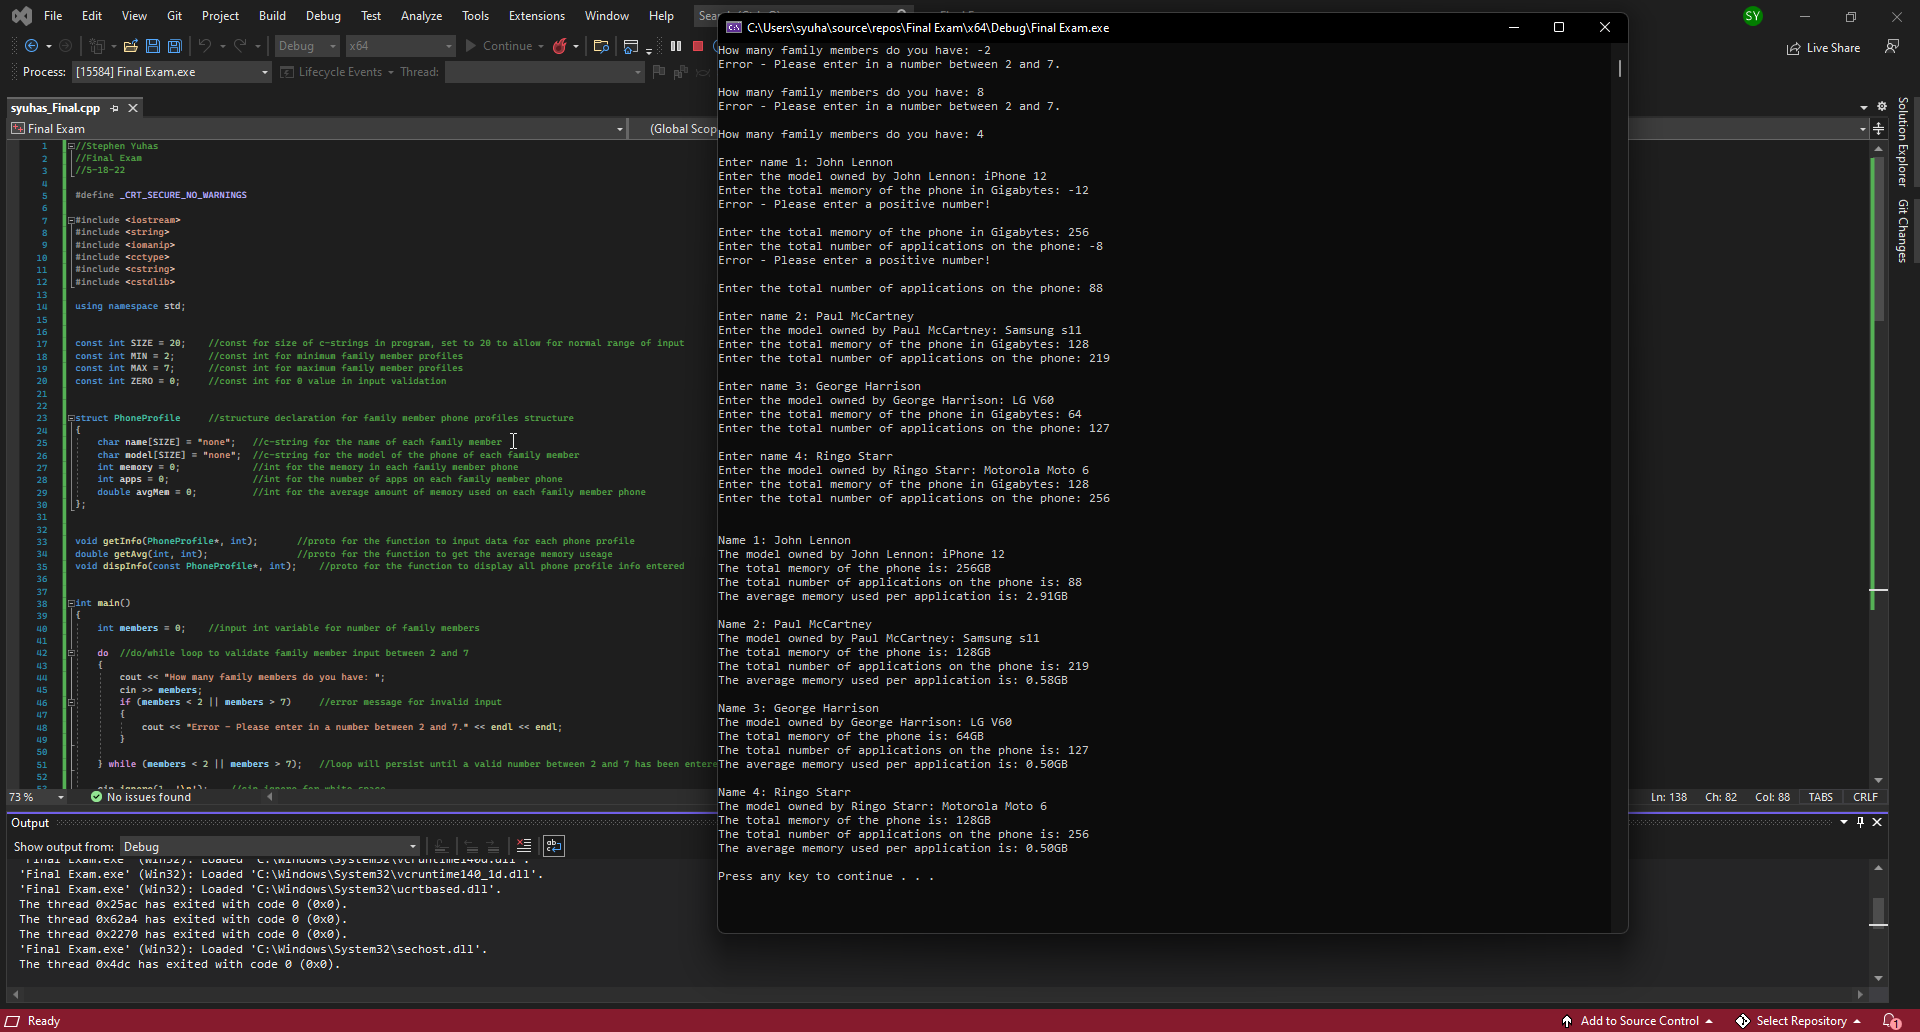 File Edit View Git Project Build Debug Test Analyze Tools Extensions Window Help
SY
Debug x64 Continue
Live Share
Process: [15584] Final Exam.exe Lifecycle Events Thread:
syuhas_Final.cpp
Final Exam (Global Scop
1 //Stephen Yuhas
2 //Final Exam
3 //5-18-22
4
5 #define _CRT_SECURE_NO_WARNINGS
6
7 #include <iostream>
8 #include <string>
9 #include <iomanip>
10 #include <cctype>
11 #include <cstring>
12 #include <cstdlib>
13
14 using namespace std;
15
16
17 const int SIZE = 20; //const for size of c-strings in program, set to 20 to allow for normal range of input
18 const int MIN = 2; //const int for minimum family member profiles
19 const int MAX = 7; //const int for maximum family member profiles
20 const int ZERO = 0; //const int for 0 value in input validation
21
22
23 struct PhoneProfile //structure declaration for family member phone profiles structure
24 {
25 char name[SIZE] = "none"; //c-string for the name of each family member
26 char model[SIZE] = "none"; //c-string for the model of the phone of each family member
27 int memory = 0; //int for the memory in each family member phone
28 int apps = 0; //int for the number of apps on each family member phone
29 double avgMem = 0; //int for the average amount of memory used on each family member phone
30 };
31
32
33 void getInfo(PhoneProfile*, int); //proto for the function to input data for each phone profile
34 double getAvg(int, int); //proto for the function to get the average memory useage
35 void dispInfo(const PhoneProfile*, int); //proto for the function to display all phone profile info entered
36
37
38 int main()
39 {
40 int members = 0; //input int variable for number of family members
41
42 do //do/while loop to validate family member input between 2 and 7
43 {
44 cout << "How many family members do you have: ";
45 cin >> members;
46 if (members < 2 || members > 7) //error message for invalid input
47 {
48 cout << "Error - Please enter in a number between 2 and 7." << endl << endl;
49 }
50
51 } while (members < 2 || members > 7); //loop will persist until a valid number between 2 and 7 has been entere
52
73 % No issues found
Ln: 138 Ch: 82 Col: 88 TABS CRLF
Output
Show output from: Debug
'Final Exam.exe' (Win32): Loaded 'C:\Windows\System32\vcruntime140d.dll'.
'Final Exam.exe' (Win32): Loaded 'C:\Windows\System32\vcruntime140_1d.dll'.
'Final Exam.exe' (Win32): Loaded 'C:\Windows\System32\ucrtbased.dll'.
The thread 0x25ac has exited with code 0 (0x0).
The thread 0x62a4 has exited with code 0 (0x0).
The thread 0x2270 has exited with code 0 (0x0).
'Final Exam.exe' (Win32): Loaded 'C:\Windows\System32\sechost.dll'.
The thread 0x4dc has exited with code 0 (0x0).
C:\Users\syuha\source\repos\Final Exam\x64\Debug\Final Exam.exe
How many family members do you have: -2
Error - Please enter in a number between 2 and 7.
How many family members do you have: 8
Error - Please enter in a number between 2 and 7.
How many family members do you have: 4
Enter name 1: John Lennon
Enter the model owned by John Lennon: iPhone 12
Enter the total memory of the phone in Gigabytes: -12
Error - Please enter a positive number!
Enter the total memory of the phone in Gigabytes: 256
Enter the total number of applications on the phone: -8
Error - Please enter a positive number!
Enter the total number of applications on the phone: 88
Enter name 2: Paul McCartney
Enter the model owned by Paul McCartney: Samsung s11
Enter the total memory of the phone in Gigabytes: 128
Enter the total number of applications on the phone: 219
Enter name 3: George Harrison
Enter the model owned by George Harrison: LG V60
Enter the total memory of the phone in Gigabytes: 64
Enter the total number of applications on the phone: 127
Enter name 4: Ringo Starr
Enter the model owned by Ringo Starr: Motorola Moto 6
Enter the total memory of the phone in Gigabytes: 128
Enter the total number of applications on the phone: 256
Name 1: John Lennon
The model owned by John Lennon: iPhone 12
The total memory of the phone is: 256GB
The total number of applications on the phone is: 88
The average memory used per application is: 2.91GB
Name 2: Paul McCartney
The model owned by Paul McCartney: Samsung s11
The total memory of the phone is: 128GB
The total number of applications on the phone is: 219
The average memory used per application is: 0.58GB
Name 3: George Harrison
The model owned by George Harrison: LG V60
The total memory of the phone is: 64GB
The total number of applications on the phone is: 127
The average memory used per application is: 0.50GB
Name 4: Ringo Starr
The model owned by Ringo Starr: Motorola Moto 6
The total memory of the phone is: 128GB
The total number of applications on the phone is: 256
The average memory used per application is: 0.50GB
Press any key to continue . . .
Solution Explorer
Git Changes
Ready
Add to Source Control Select Repository 1